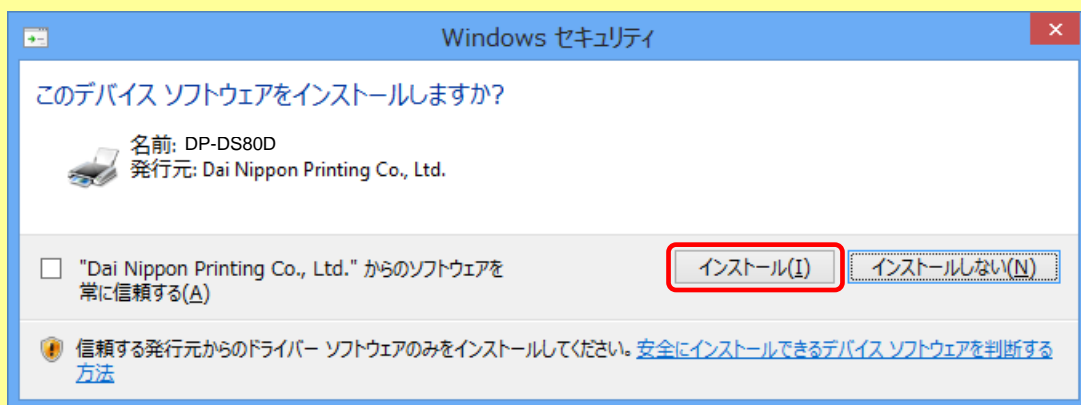 Windows セキュリティ
このデバイス ソフトウェアをインストールしますか?
名前: DP-DS80D
発行元: Dai Nippon Printing Co., Ltd.
"Dai Nippon Printing Co., Ltd." からのソフトウェアを
常に信頼する(A)
インストール(I)
インストールしない(N)
信頼する発行元からのドライバー ソフトウェアのみをインストールしてください。安全にインストールできるデバイス ソフトウェアを判断する
方法